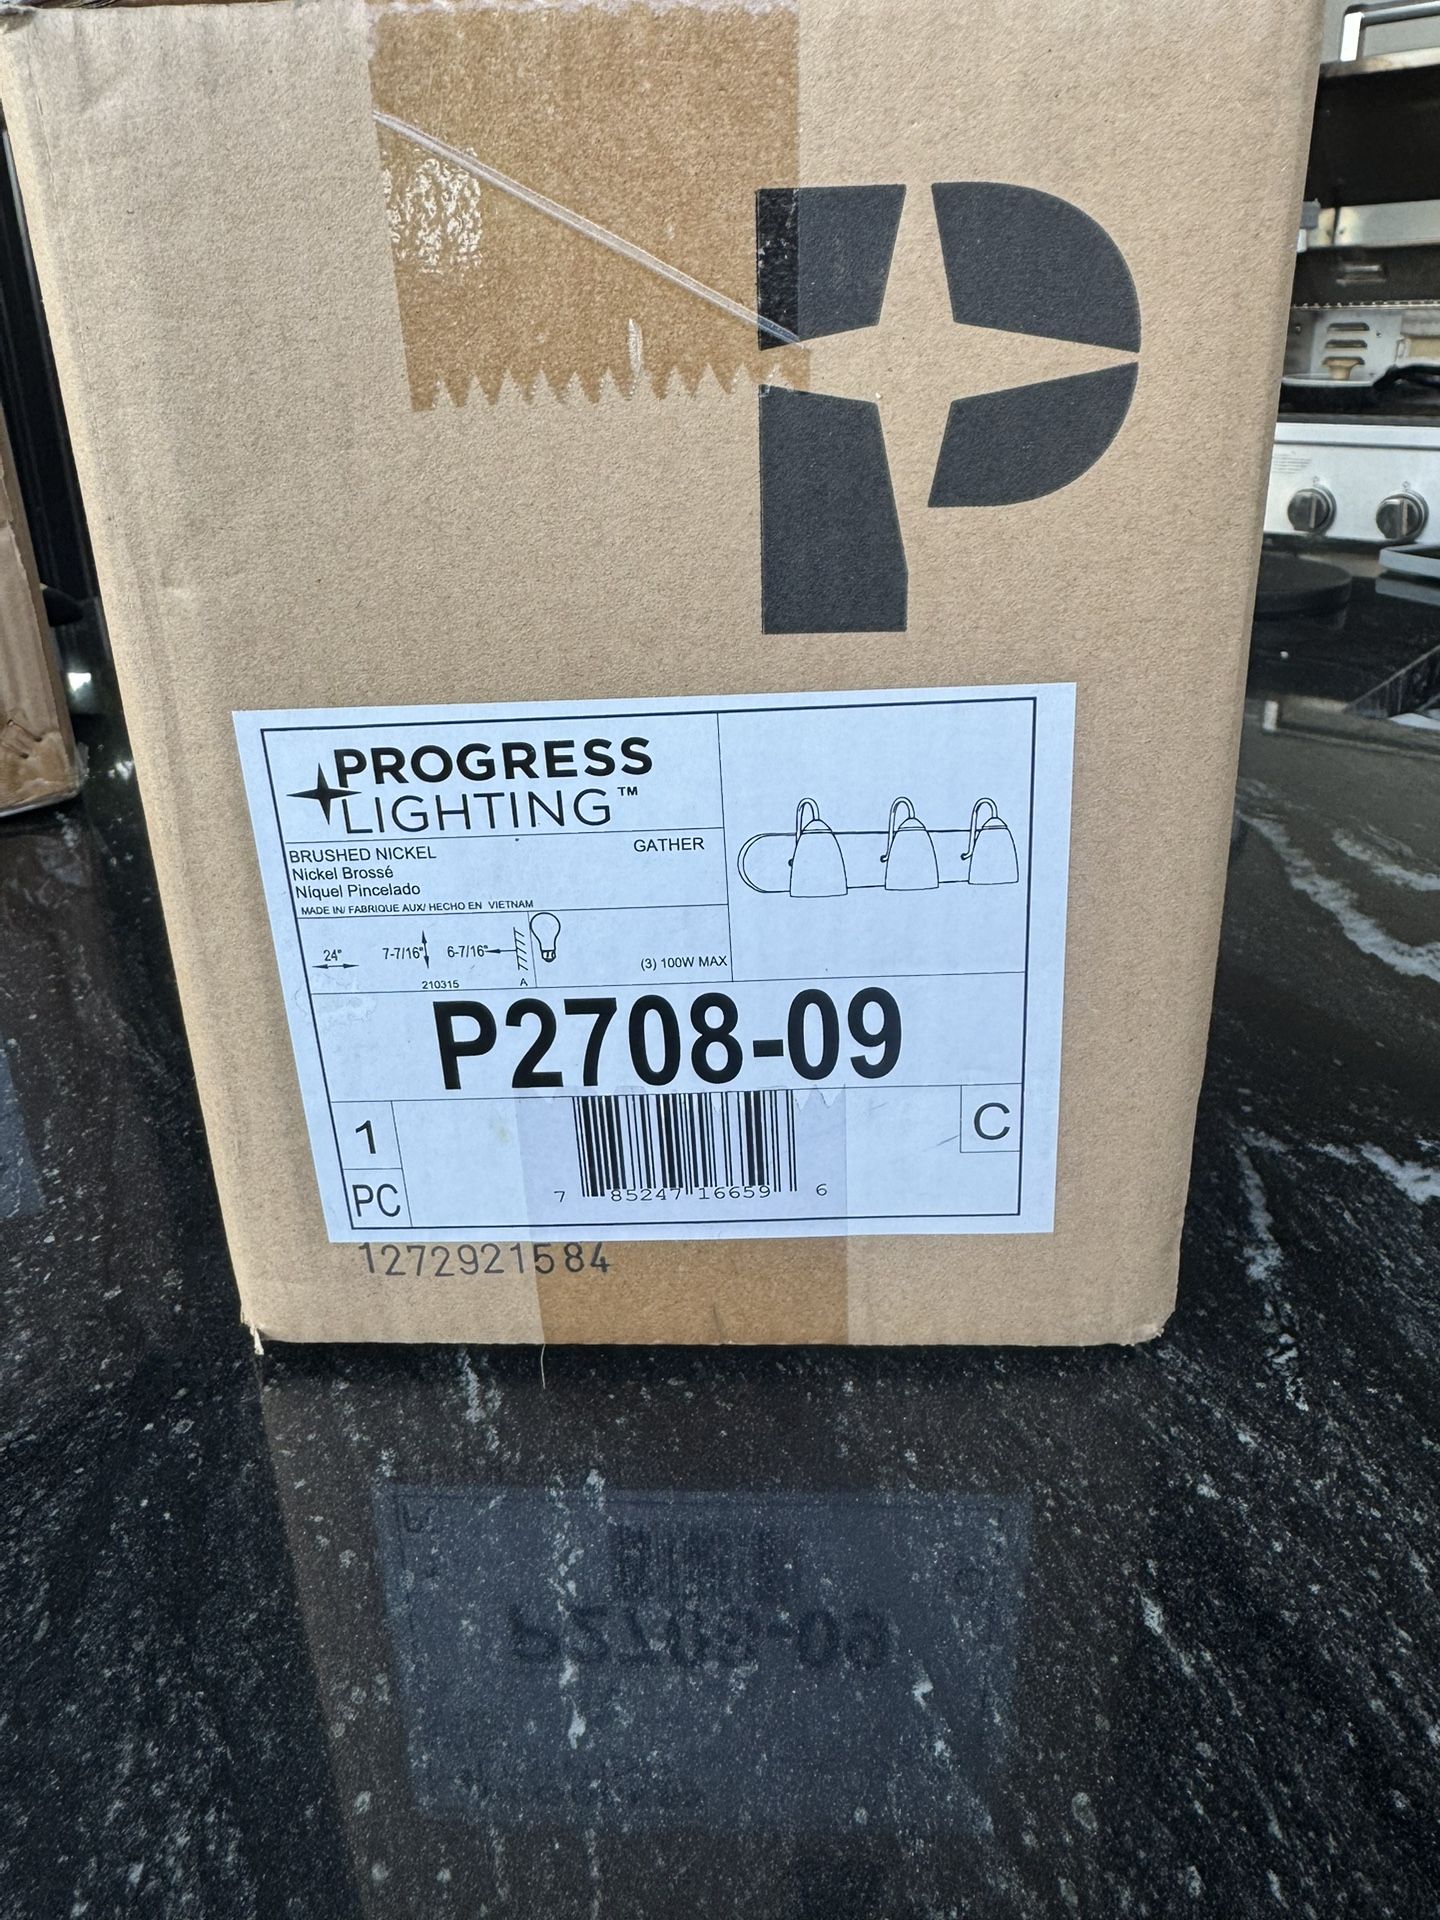 P
PROGRESS
LIGHTING™
BRUSHED NICKEL GATHER
Nickel Brossé
Níquel Pincelado
MADE IN/ FABRIQUE AUX/ HECHO EN VIETNAM
24" 7-7/16" 6-7/16"
(3) 100W MAX
210315 A
P2708-09
1
PC
C
7 85247 16659 6
1272921584